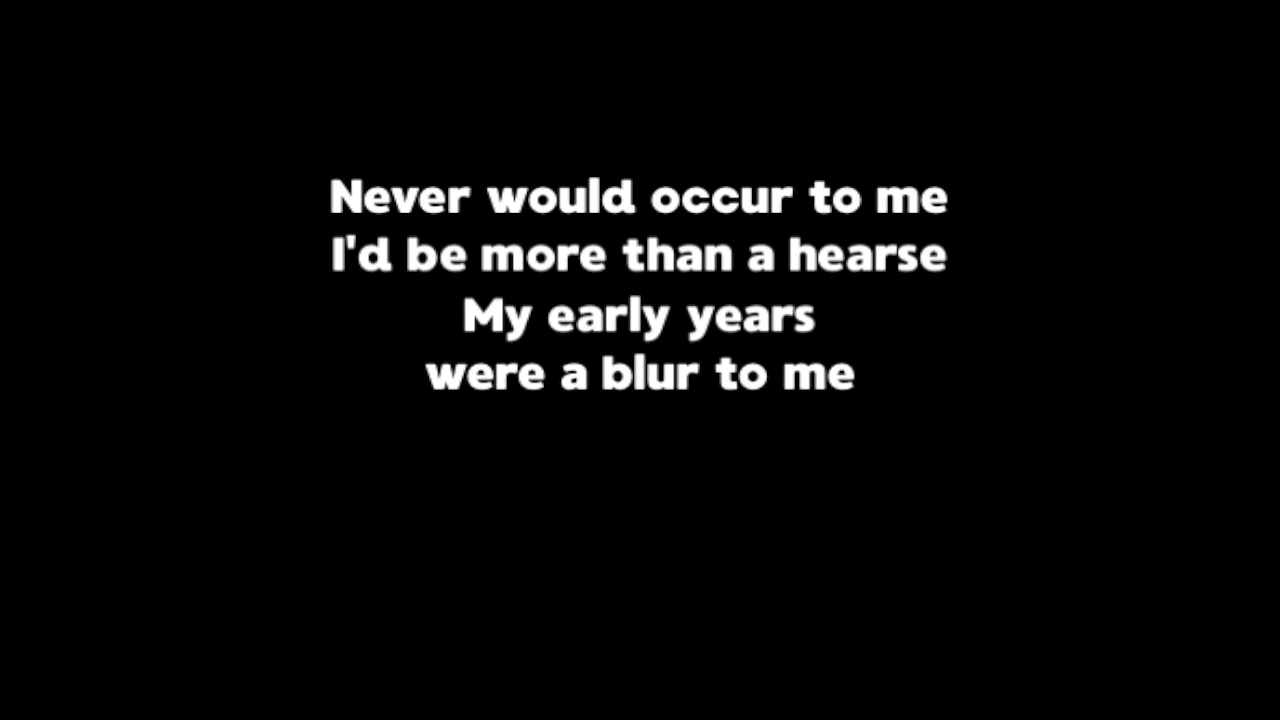 Never would occur to me
I'd be more than a hearse
My early years
were a blur to me